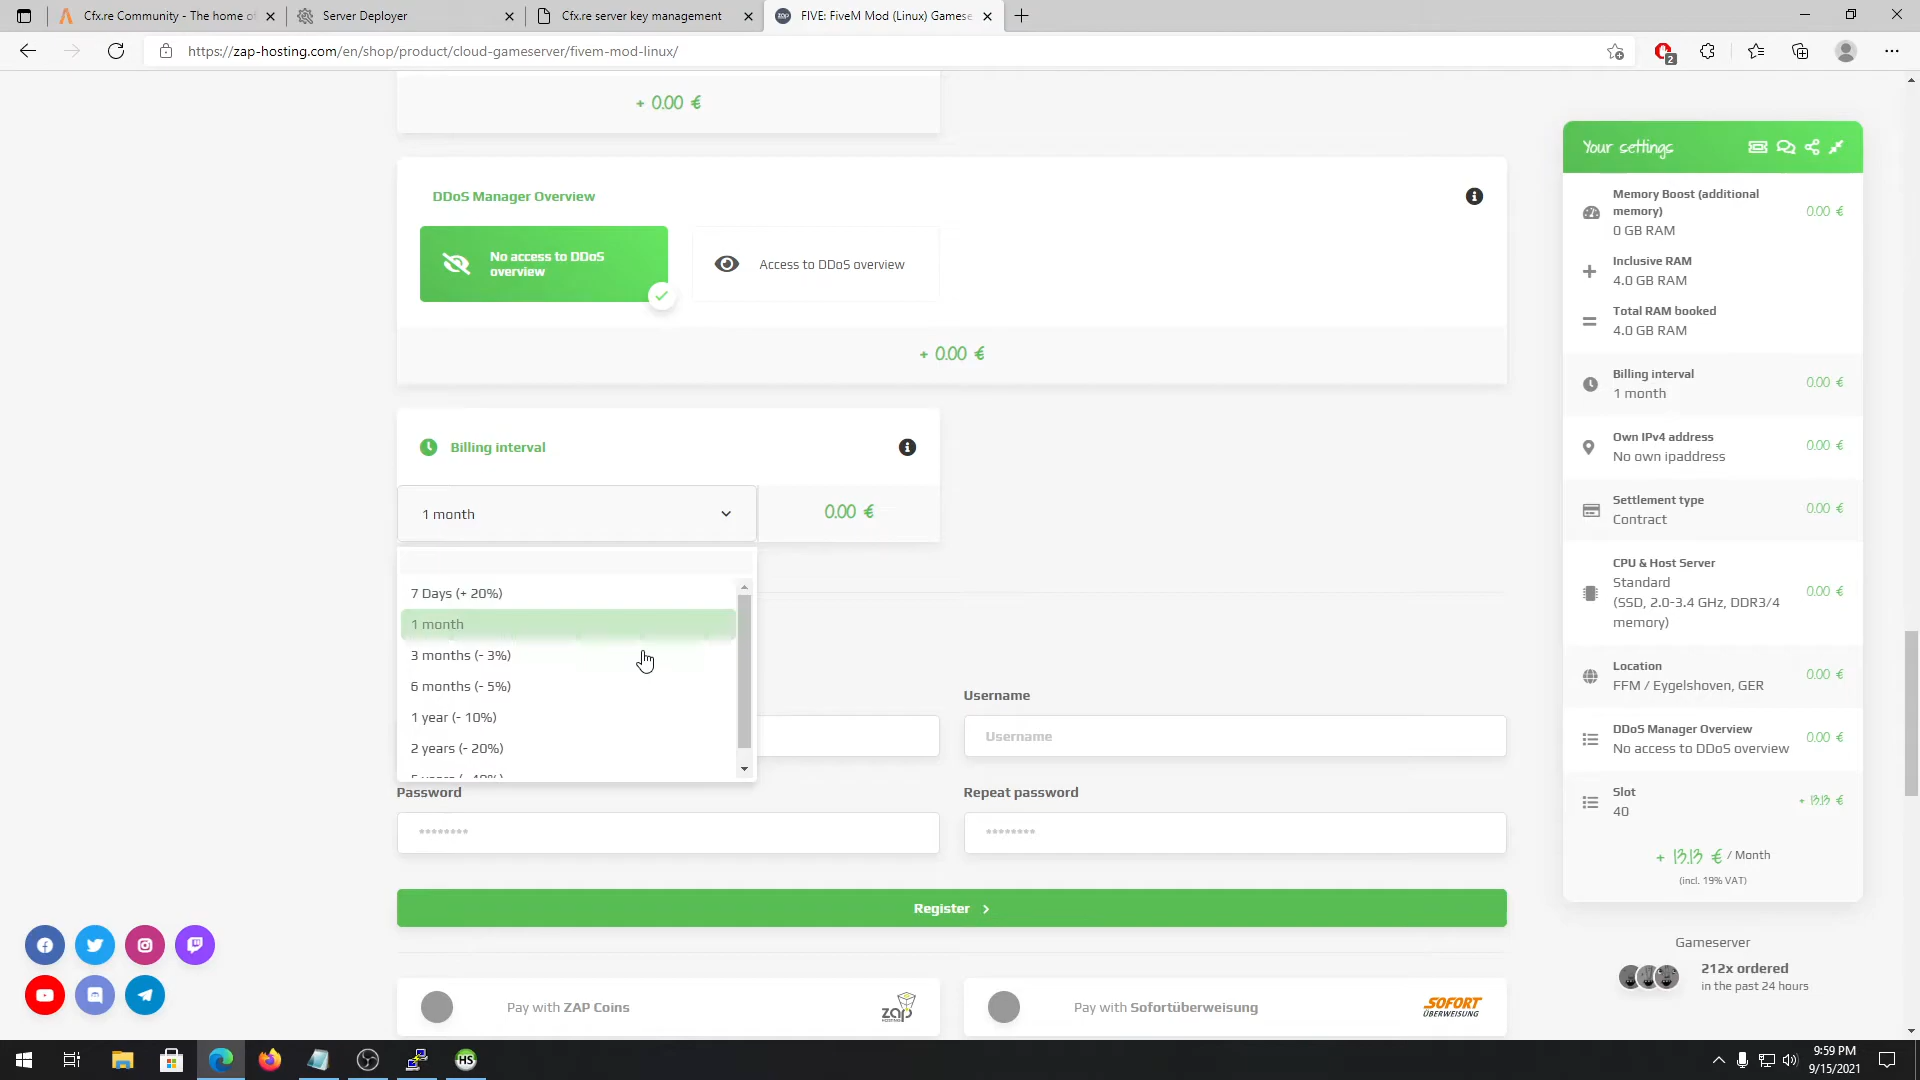 Cfx.re Community - The home of
Server Deployer
Cfx.re server key management
FIVE: FiveM Mod (Linux) Gamese
https://zap-hosting.com/en/shop/product/cloud-gameserver/fivem-mod-linux/
2
+ 0.00 €
DDoS Manager Overview
No access to DDoS
overview
Access to DDoS overview
+ 0.00 €
Billing interval
1 month
0.00 €
7 Days (+ 20%)
1 month
3 months (- 3%)
6 months (- 5%)
1 year (- 10%)
2 years (- 20%)
Username
Username
Password
Repeat password
Register
Pay with ZAP Coins
Pay with Sofortüberweisung
SOFORT
ÜBERWEISUNG
Your settings
Memory Boost (additional
memory)
0.00 €
0 GB RAM
Inclusive RAM
4.0 GB RAM
Total RAM booked
4.0 GB RAM
Billing interval
0.00 €
1 month
Own IPv4 address
0.00 €
No own ipaddress
Settlement type
0.00 €
Contract
CPU & Host Server
Standard
0.00 €
(SSD, 2.0-3.4 GHz, DDR3/4
memory)
Location
0.00 €
FFM / Eygelshoven, GER
DDoS Manager Overview
0.00 €
No access to DDoS overview
Slot
+ 13.13 €
40
+ 13.13 € / Month
(incl. 19% VAT)
Gameserver
212x ordered
in the past 24 hours
HS
9:59 PM
9/15/2021